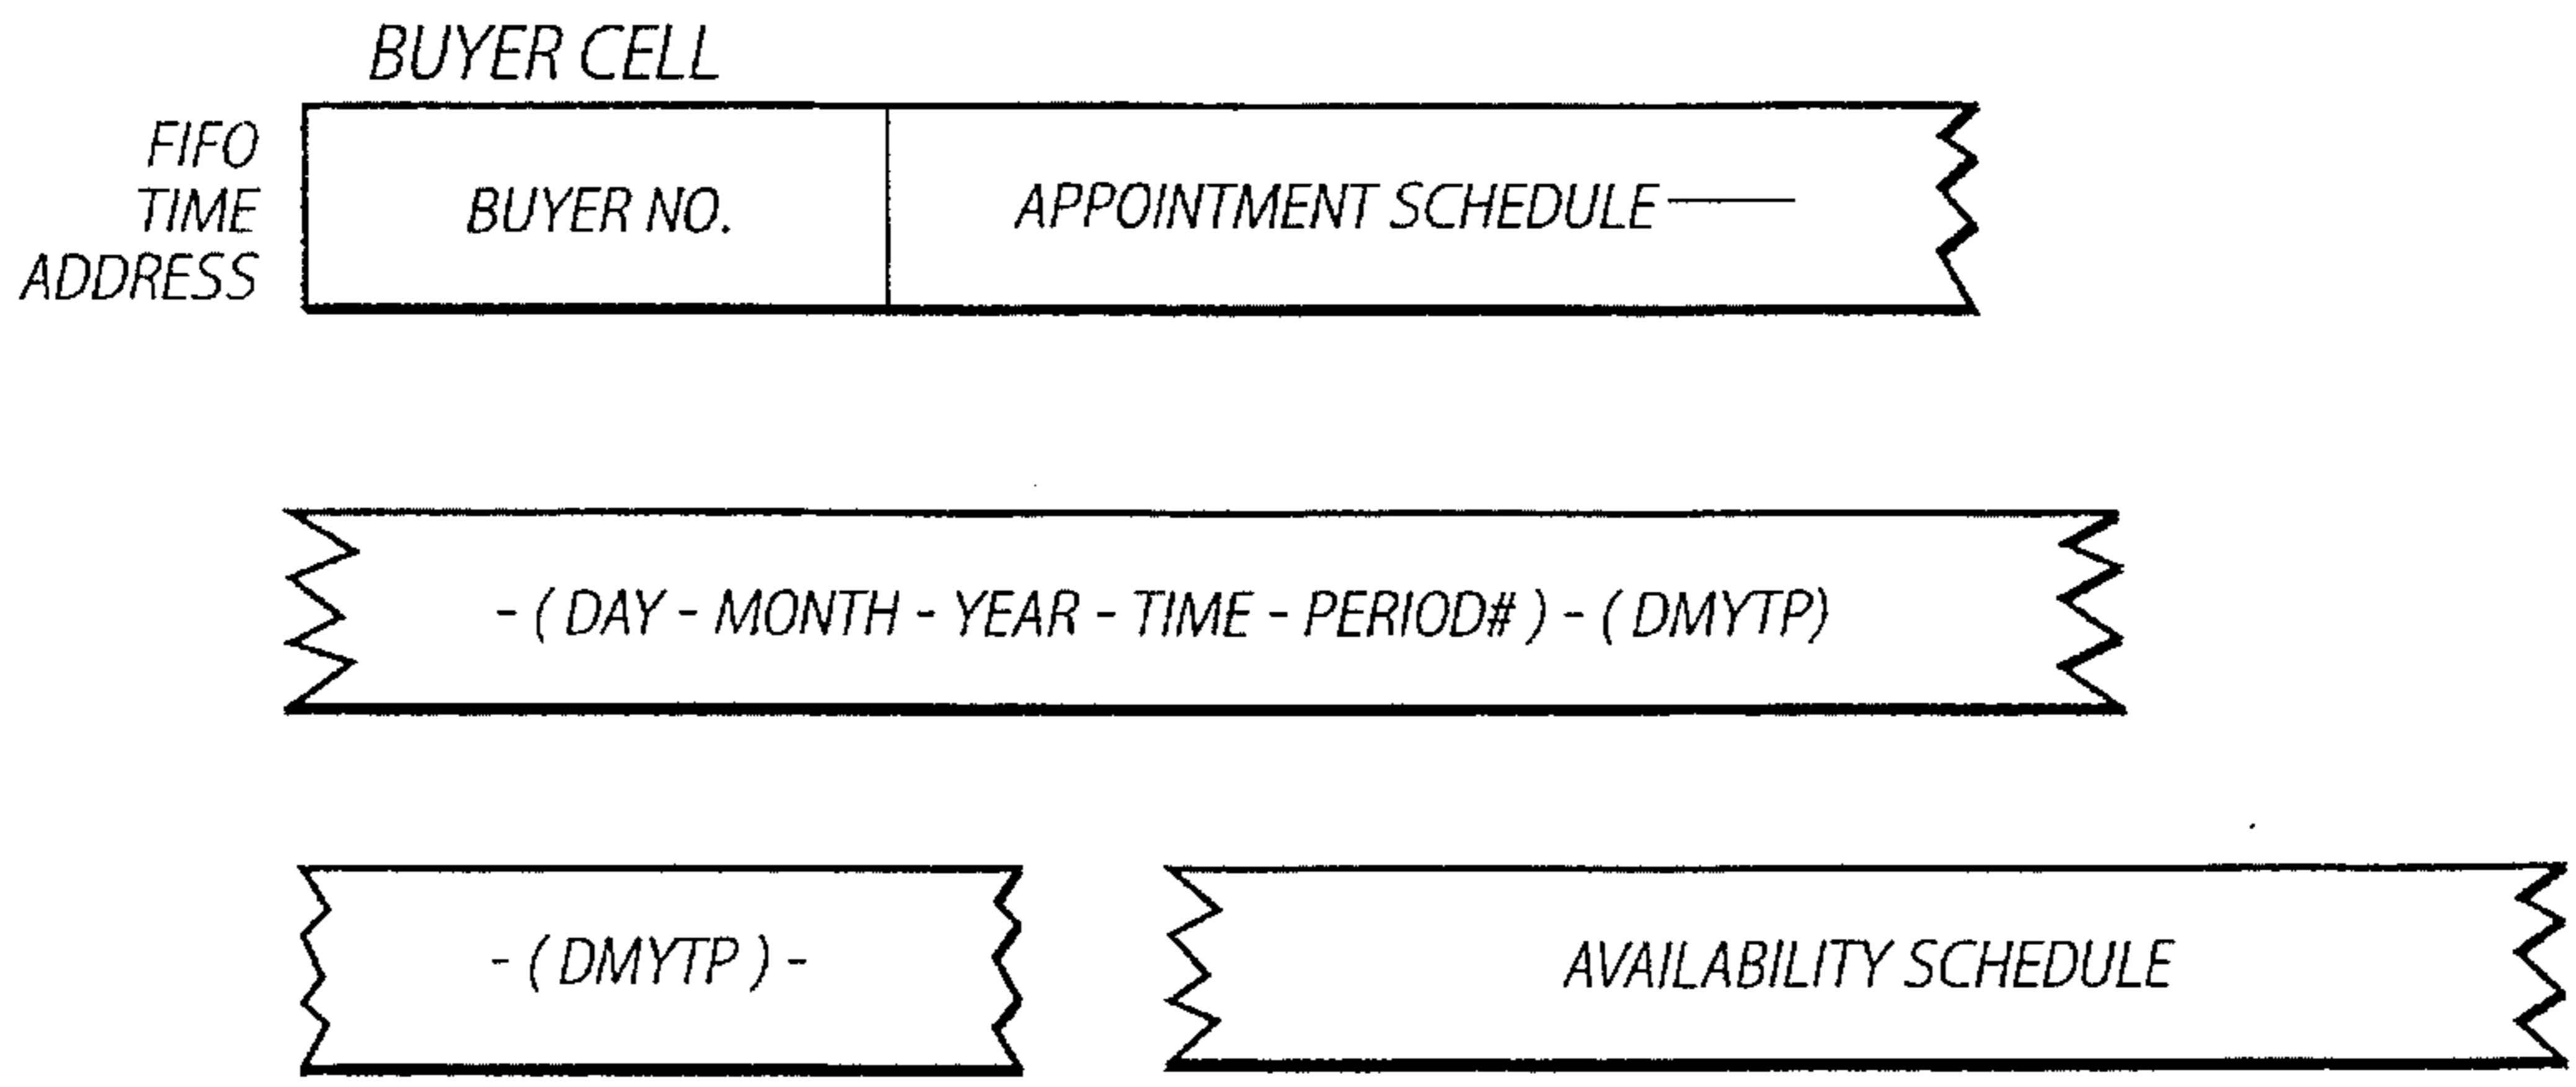 BUYER CELL
FIFO
TIME
ADDRESS
BUYER NO.
APPOINTMENT SCHEDULE
- ( DAY - MONTH - YEAR - TIME - PERIOD# ) - ( DMYTP)
- ( DMYTP ) -
AVAILABILITY SCHEDULE